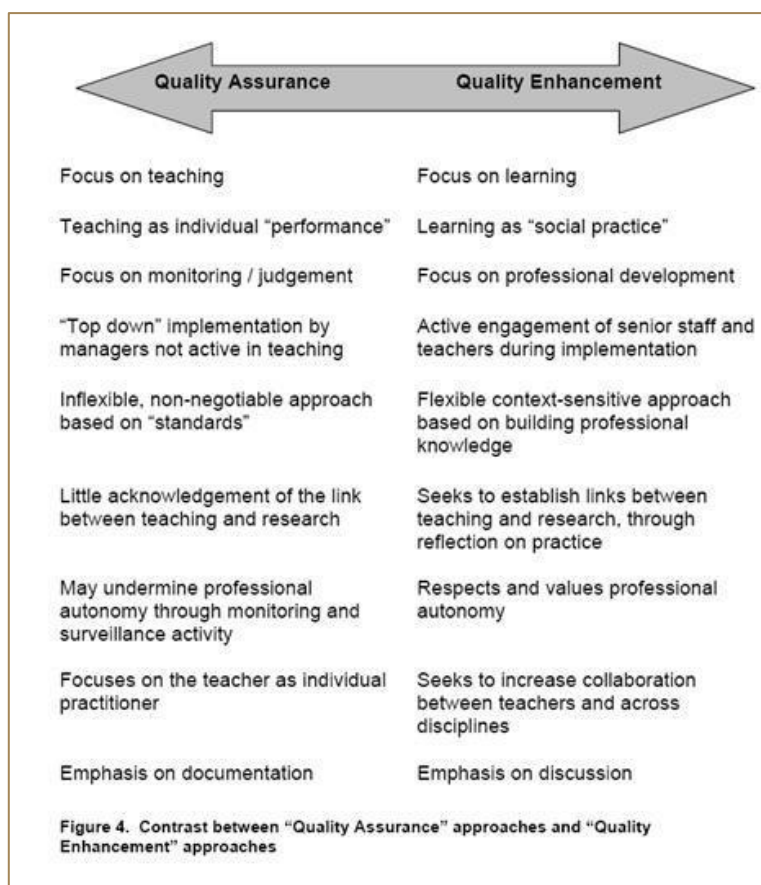 Quality Assurance
Quality Enhancement
Focus on teaching
Focus on learning
Teaching as individual “performance”
Learning as “social practice”
Focus on monitoring / judgement
Focus on professional development
“Top down” implementation by
managers not active in teaching
Active engagement of senior staff and
teachers during implementation
Inflexible, non-negotiable approach
based on “standards”
Flexible context-sensitive approach
based on building professional
knowledge
Little acknowledgement of the link
between teaching and research
Seeks to establish links between
teaching and research, through
reflection on practice
May undermine professional
autonomy through monitoring and
surveillance activity
Respects and values professional
autonomy
Focuses on the teacher as individual
practitioner
Seeks to increase collaboration
between teachers and across
disciplines
Emphasis on documentation
Emphasis on discussion
Figure 4. Contrast between “Quality Assurance” approaches and “Quality
Enhancement” approaches